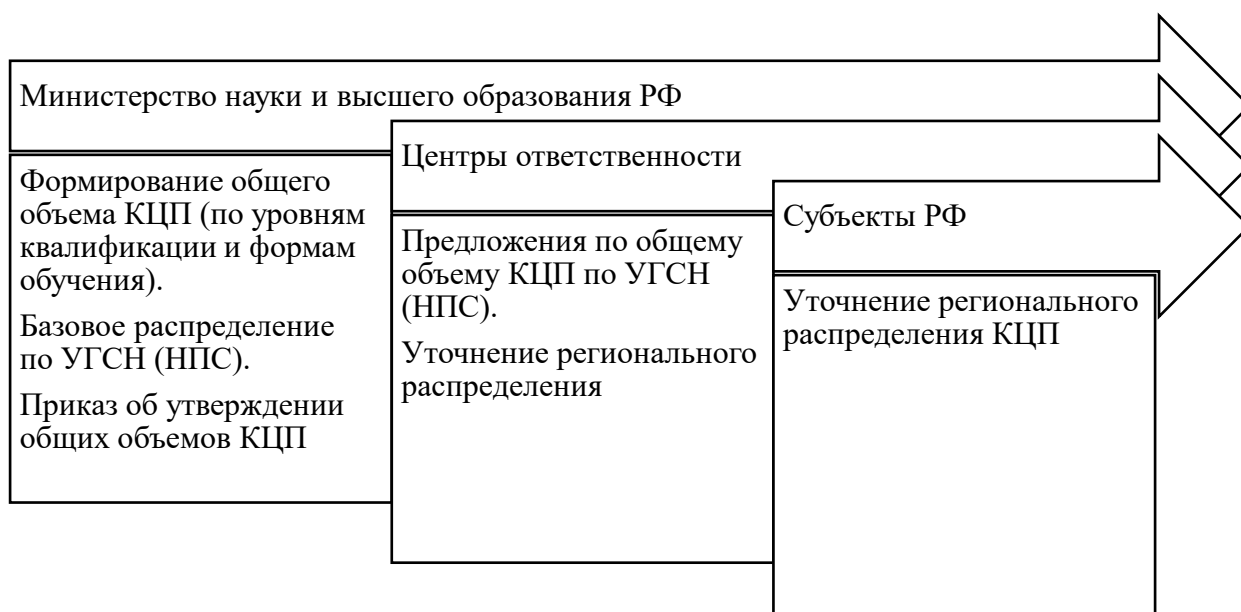 Министерство науки и высшего образования РФ
Формирование общего
объема КЦП (по уровням
квалификации и формам
обучения).
Базовое распределение
по УГСН (НПС).
Приказ об утверждении
общих объемов КЦП
Центры ответственности
Предложения по общему
объему КЦП по УГСН
(НПС).
Уточнение регионального
распределения
Субъекты РФ
Уточнение регионального
распределения КЦП